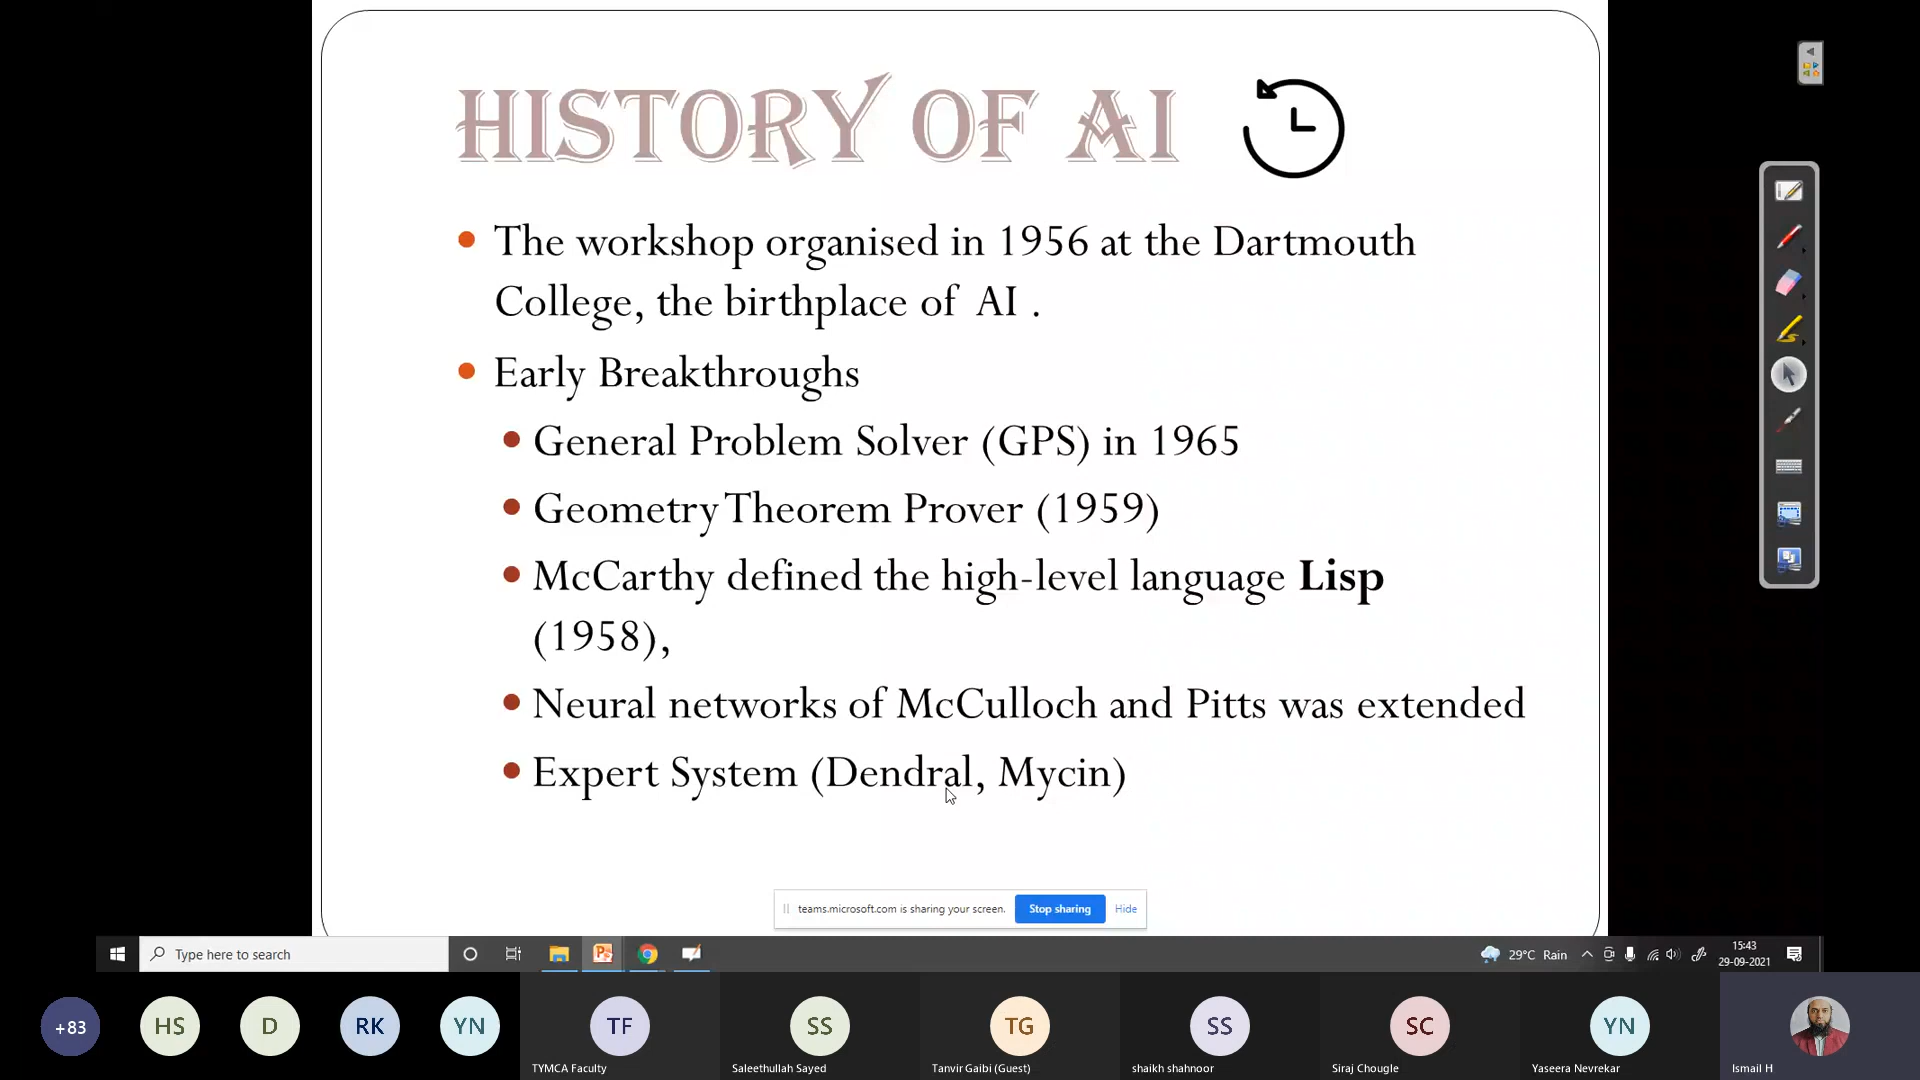 HISTORY OF AI
The workshop organised in 1956 at the Dartmouth
College, the birthplace of AI .
Early Breakthroughs
General Problem Solver (GPS) in 1965
Geometry Theorem Prover (1959)
McCarthy defined the high-level language Lisp
(1958),
Neural networks of McCulloch and Pitts was extended
Expert System (Dendral, Mycin)
teams.microsoft.com is sharing your screen. Stop sharing Hide
Type here to search
29°C Rain
15:43
29-09-2021
+83 HS D RK YN TF SS TG SS SC YN
TYMCA Faculty Saleethullah Sayed Tanvir Gaibi (Guest) shaikh shahnoor Siraj Chougle Yaseera Nevrekar Ismail H